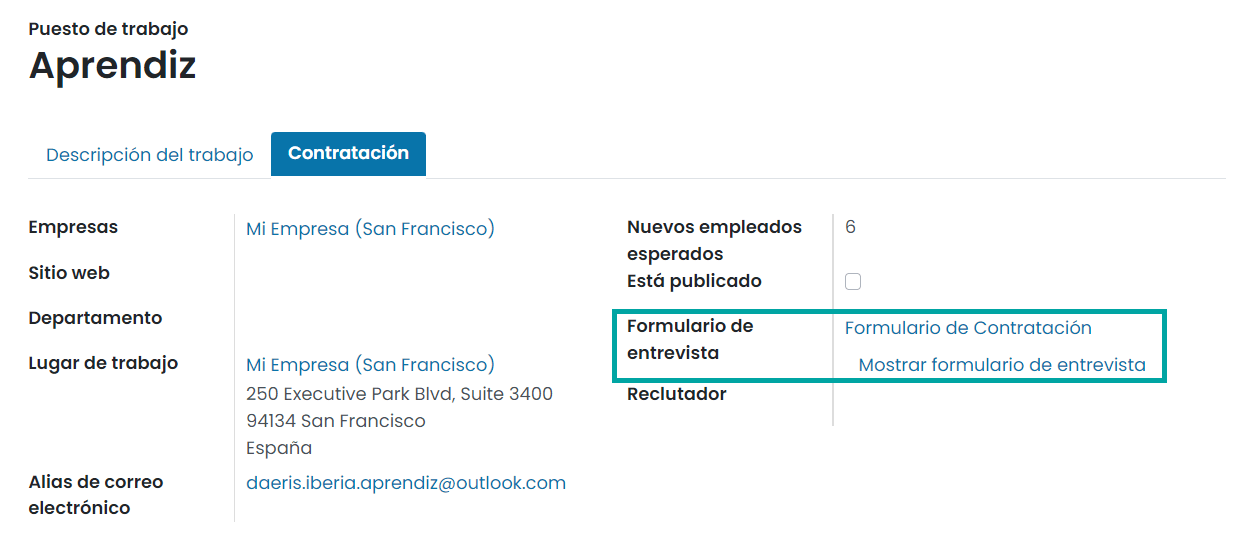 Puesto de trabajo
Aprendiz
Descripción del trabajo
Contratación
Empresas
Mi Empresa (San Francisco)
Sitio web
Departamento
Lugar de trabajo
Mi Empresa (San Francisco)
250 Executive Park Blvd, Suite 3400
94134 San Francisco
España
Alias de correo
electrónico
daeris.iberia.aprendiz@outlook.com
Nuevos empleados
esperados
6
Está publicado
Formulario de
entrevista
Formulario de Contratación
Mostrar formulario de entrevista
Reclutador